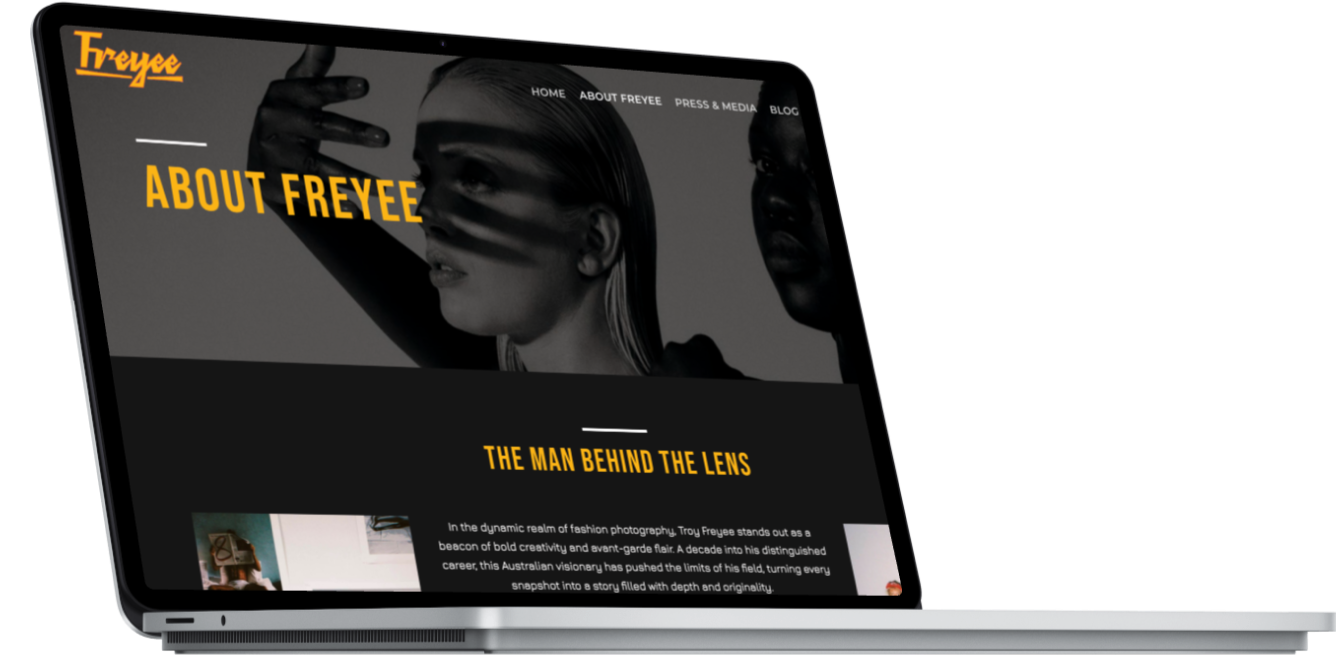 Freyee
HOME ABOUT FREYEE PRESS & MEDIA BLOG
ABOUT FREYEE
THE MAN BEHIND THE LENS
In the dynamic realm of fashion photography, Troy Freyee stands out as a
beacon of bold creativity and avant-garde flair. A decade into his distinguished
career, this Australian visionary has pushed the limits of his field, turning every
snapshot into a story filled with depth and originality.